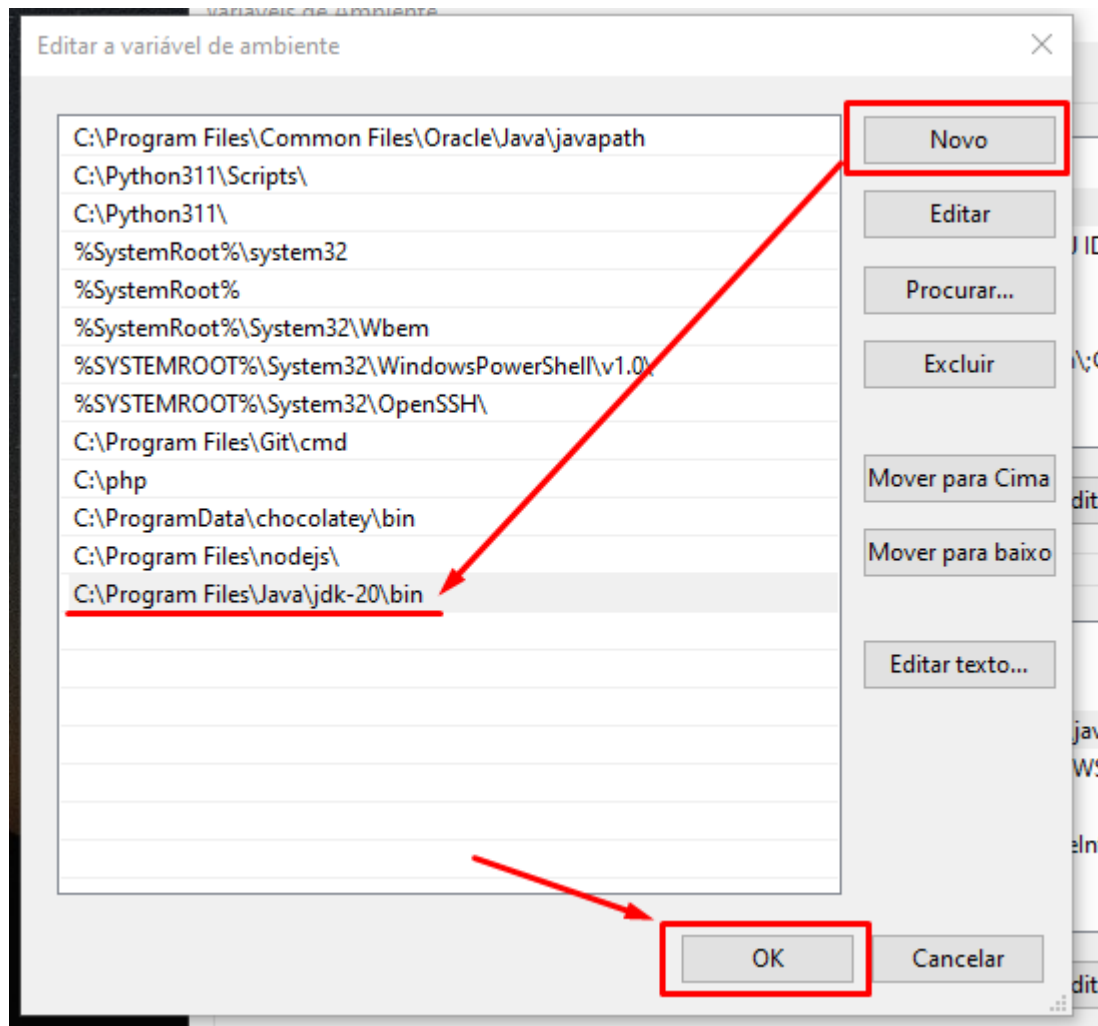 Variáveis de Ambiente
Editar a variável de ambiente
C:\Program Files\Common Files\Oracle\Java\javapath
C:\Python311\Scripts\
C:\Python311\
%SystemRoot%\system32
%SystemRoot%
%SystemRoot%\System32\Wbem
%SYSTEMROOT%\System32\WindowsPowerShell\v1.0\
%SYSTEMROOT%\System32\OpenSSH\
C:\Program Files\Git\cmd
C:\php
C:\ProgramData\chocolatey\bin
C:\Program Files\nodejs\
C:\Program Files\Java\jdk-20\bin
Novo
Editar
Procurar...
Excluir
Mover para Cima
Mover para baixo
Editar texto...
OK
Cancelar